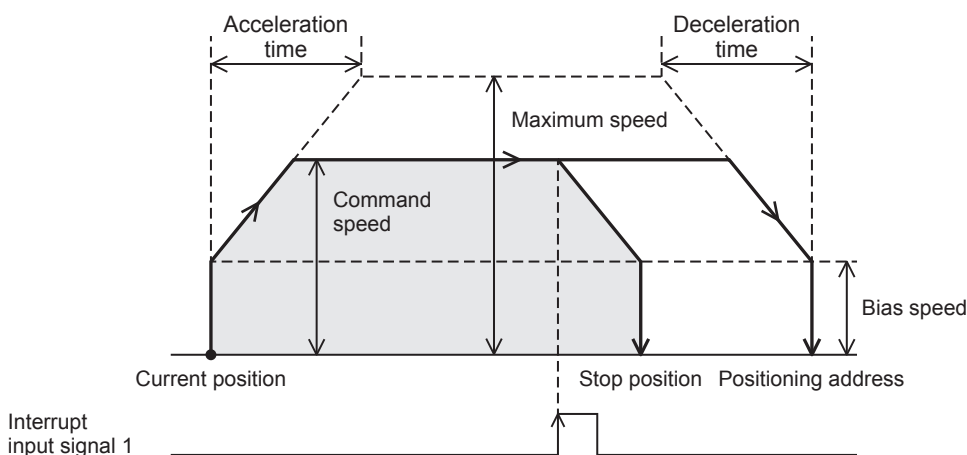 Acceleration
time
Deceleration
time
Maximum speed
Command
speed
Bias speed
Current position
Stop position
Positioning address
Interrupt
input signal 1